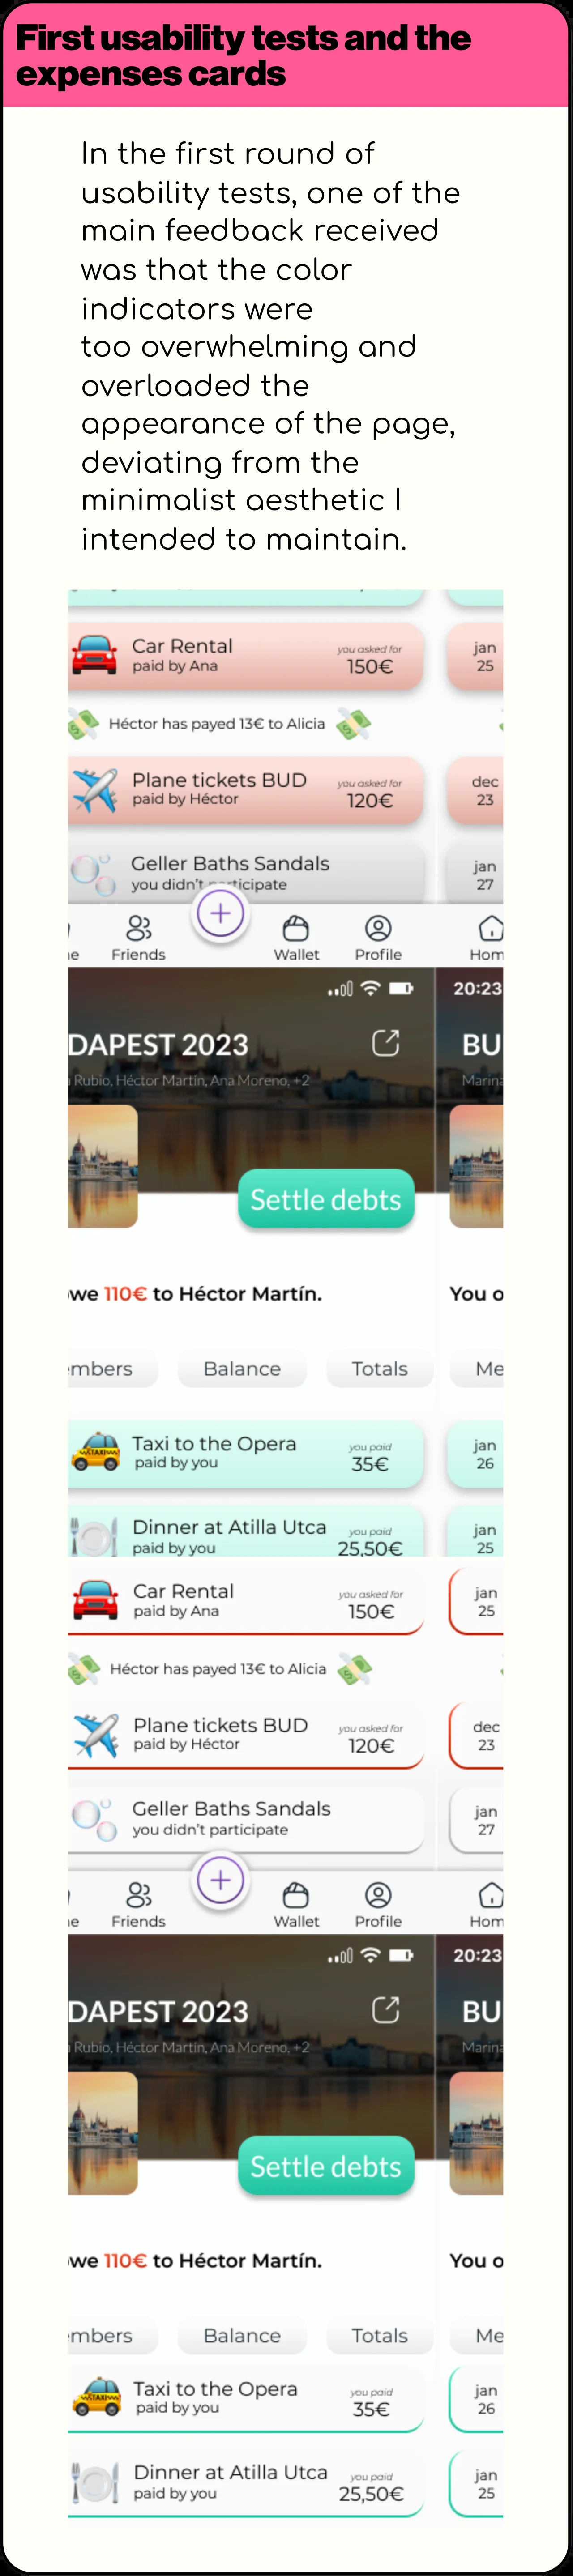 First usability tests and the
expenses cards
In the first round of
usability tests, one of the
main feedback received
was that the color
indicators were
too overwhelming and
overloaded the
appearance of the page,
deviating from the
minimalist aesthetic I
intended to maintain.
Car Rental
paid by Ana
you asked for
150€
jan
25
Héctor has payed 13€ to Alicia
Plane tickets BUD
paid by Héctor
you asked for
120€
dec
23
Geller Baths Sandals
you didn't participate
jan
27
Friends
Wallet
Profile
Hom
20:23
DAPEST 2023
BU
Rubio, Héctor Martín, Ana Moreno, +2
Marina
Settle debts
owe 110€ to Héctor Martín.
You o
embers
Balance
Totals
Me
Taxi to the Opera
paid by you
you paid
35€
jan
26
Dinner at Atilla Utca
paid by you
you paid
25,50€
jan
25
Car Rental
paid by Ana
you asked for
150€
jan
25
Héctor has payed 13€ to Alicia
Plane tickets BUD
paid by Héctor
you asked for
120€
dec
23
Geller Baths Sandals
you didn't participate
jan
27
Friends
Wallet
Profile
Hom
20:23
DAPEST 2023
BU
Rubio, Héctor Martín, Ana Moreno, +2
Marina
Settle debts
owe 110€ to Héctor Martín.
You o
embers
Balance
Totals
Me
Taxi to the Opera
paid by you
you paid
35€
jan
26
Dinner at Atilla Utca
paid by you
you paid
25,50€
jan
25